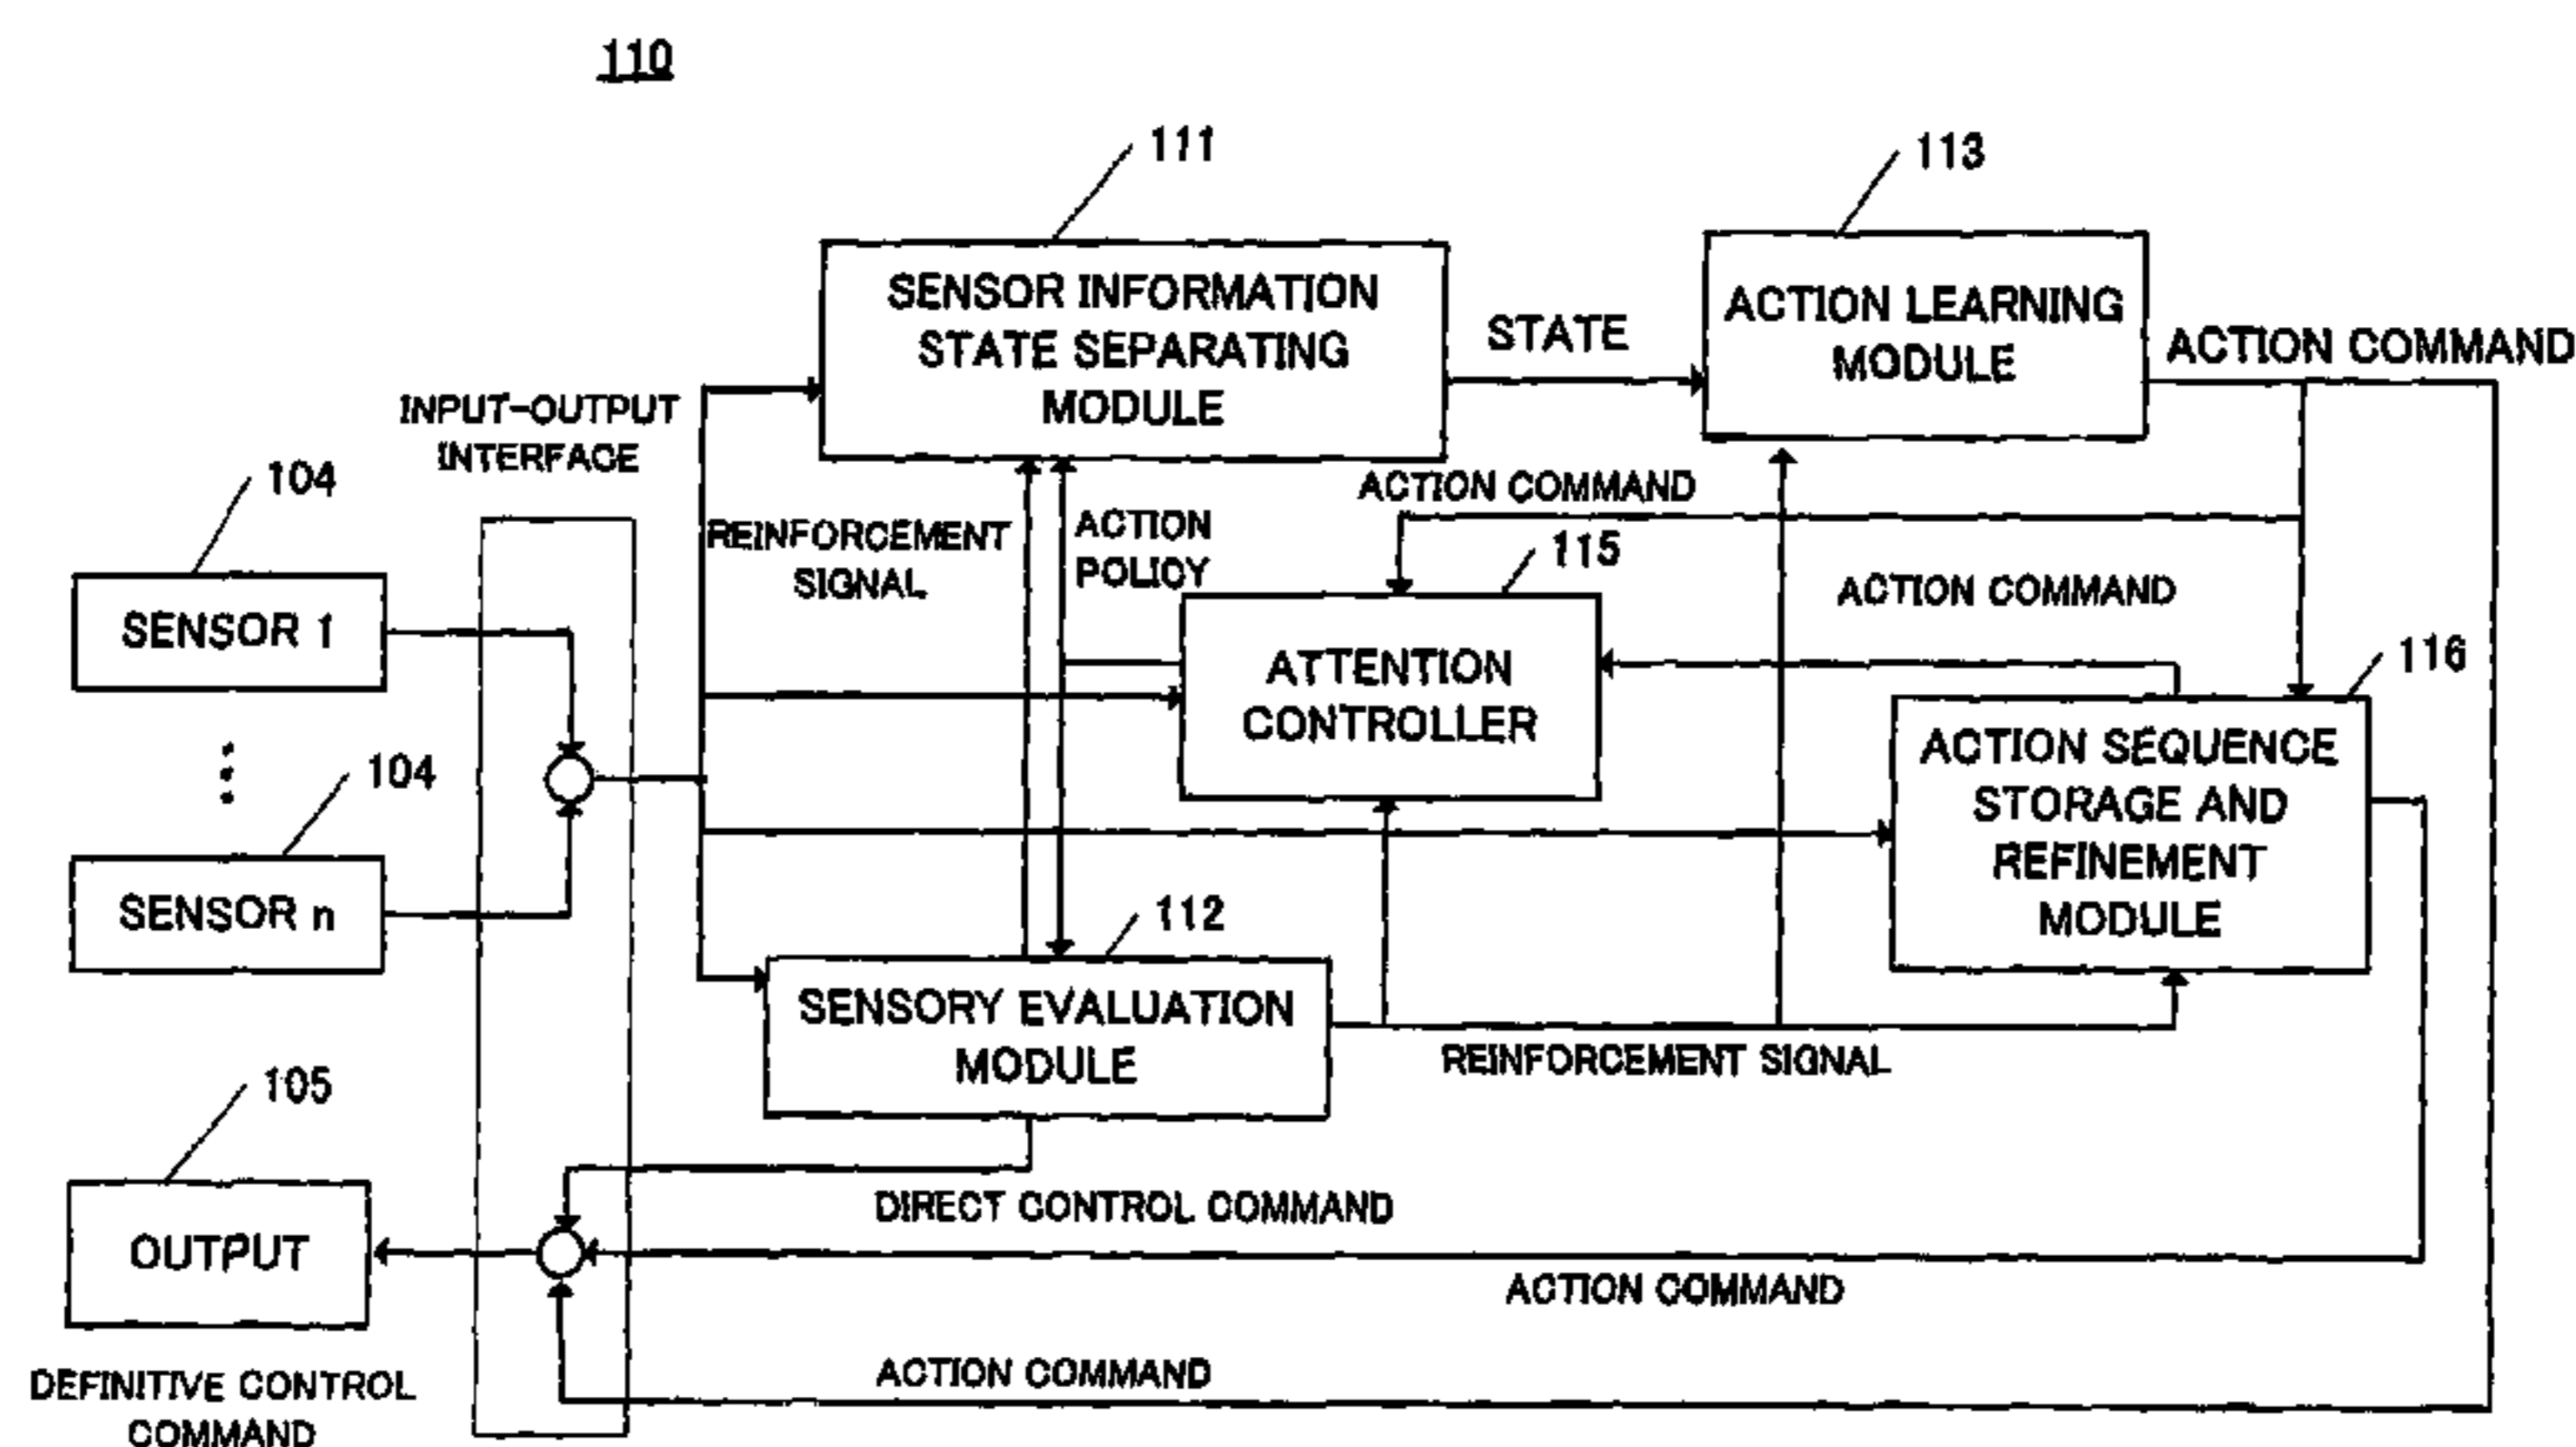 110
111
113
SENSOR INFORMATION
STATE SEPARATING
MODULE
STATE
ACTION LEARNING
MODULE
ACTION COMMAND
INPUT-OUTPUT
INTERFACE
104
SENSOR 1
104
SENSOR n
REINFORCEMENT
SIGNAL
ACTION
POLICY
ACTION COMMAND
115
ATTENTION
CONTROLLER
ACTION COMMAND
116
ACTION SEQUENCE
STORAGE AND
REFINEMENT
MODULE
112
SENSORY EVALUATION
MODULE
REINFORCEMENT SIGNAL
105
OUTPUT
DIRECT CONTROL COMMAND
ACTION COMMAND
ACTION COMMAND
DEFINITIVE CONTROL
COMMAND